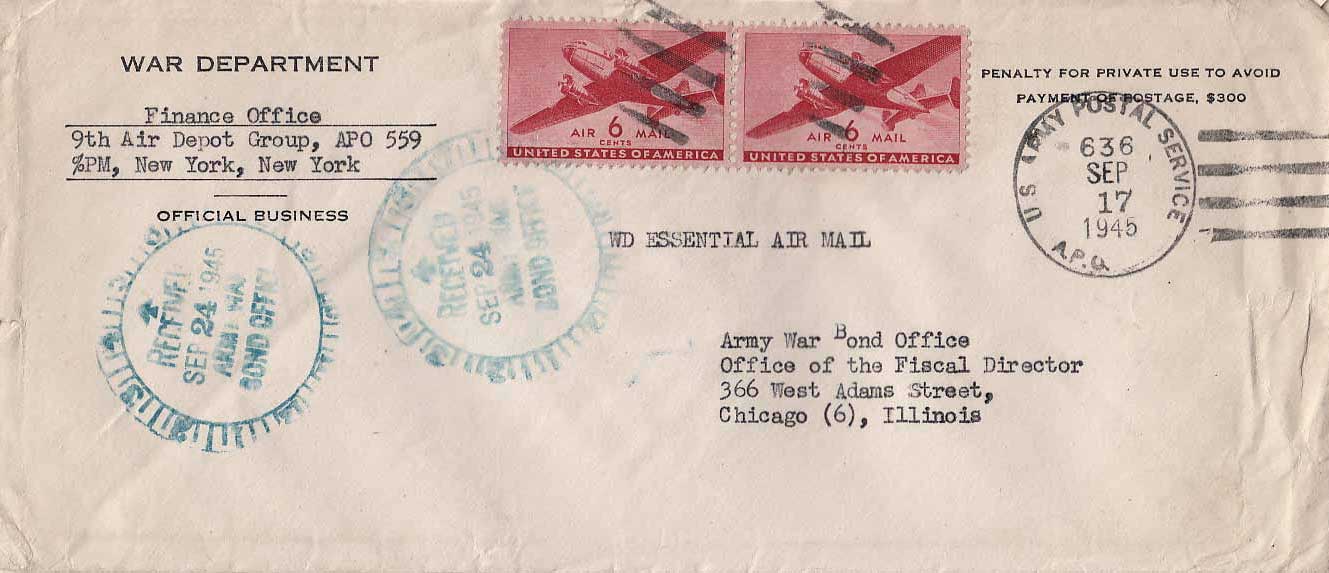 WAR DEPARTMENT
Finance Office
9th Air Depot Group, APO 559
℅PM, New York, New York
OFFICIAL BUSINESS
AIR 6 MAIL
CENTS
UNITED STATES OF AMERICA
AIR 6 MAIL
CENTS
UNITED STATES OF AMERICA
PENALTY FOR PRIVATE USE TO AVOID
PAYMENT OF POSTAGE, $300
U.S. ARMY POSTAL SERVICE
636
SEP
17
1945
A.P.O.
WD ESSENTIAL AIR MAIL
RECEIVED
SEP 24 1945
ARMY WAR
BOND OFFICE
RECEIVED
SEP 24 1945
ARMY WAR
BOND OFFICE
Army War Bond Office
Office of the Fiscal Director
366 West Adams Street,
Chicago (6), Illinois